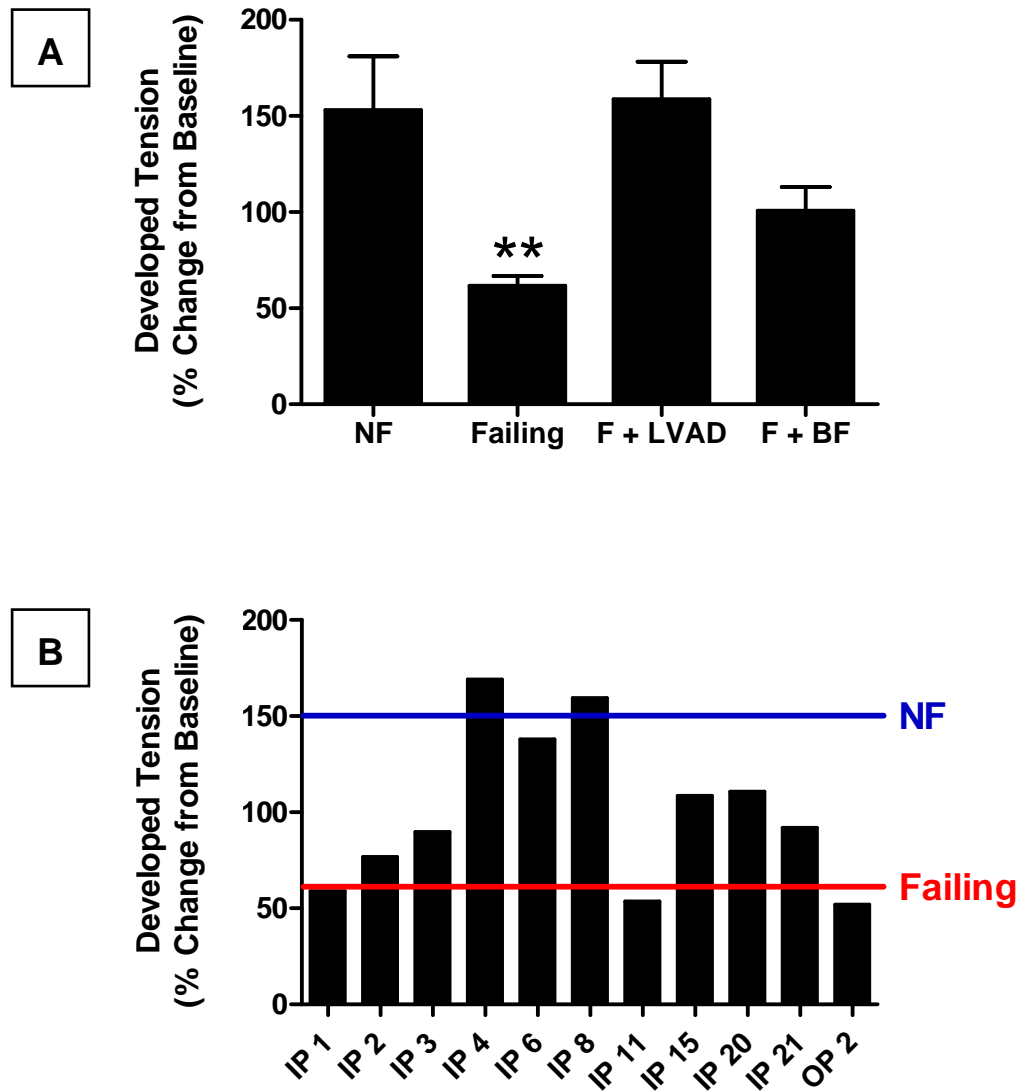 A
Developed Tension
(% Change from Baseline)
200
150
100
50
0
**
NF
Failing
F + LVAD
F + BF
B
Developed Tension
(% Change from Baseline)
200
150
100
50
0
NF
Failing
IP 1
IP 2
IP 3
IP 4
IP 6
IP 8
IP 11
IP 15
IP 20
IP 21
OP 2